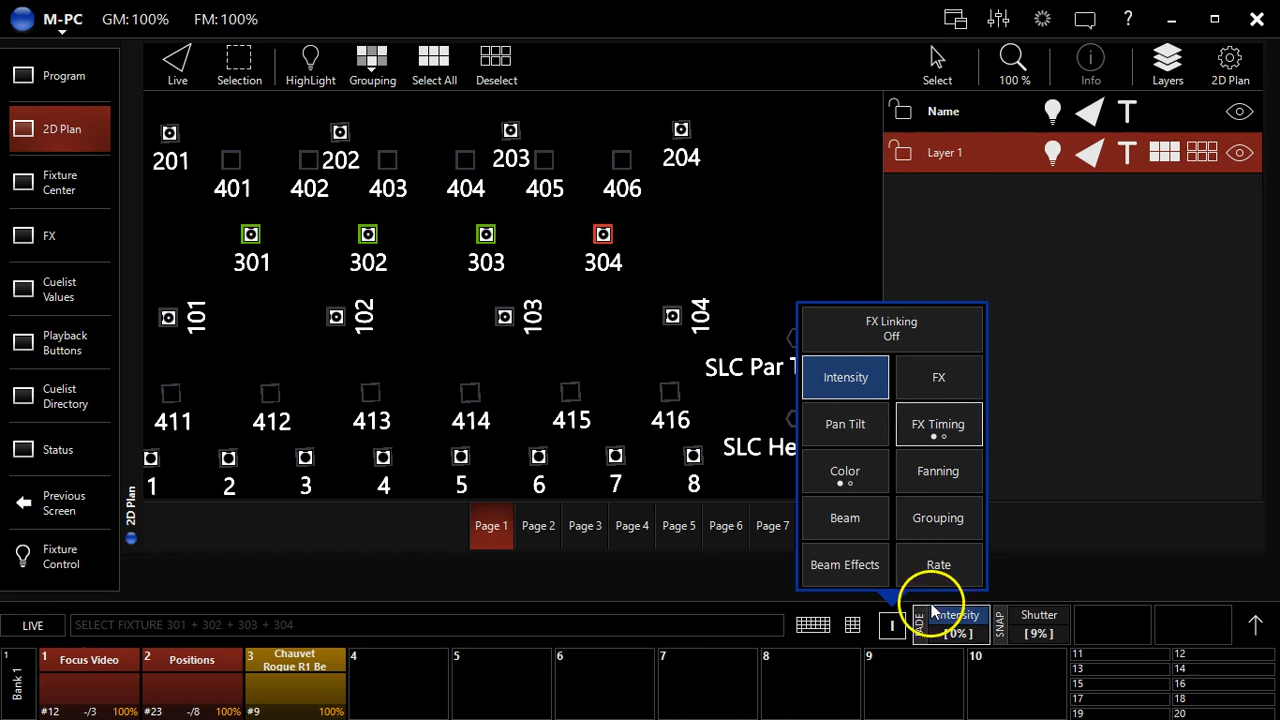 M-PC GM: 100% FM: 100% ?
Program
2D Plan
Fixture
Center
FX
Cuelist
Values
Playback
Buttons
Cuelist
Directory
Status
Previous
Screen
Fixture
Control
Live Selection HighLight Grouping Select All Deselect Select 100 % Info Layers 2D Plan
Name T
Layer 1 T
201 202 203 204
401 402 403 404 405 406
301 302 303 304
101 102 103 104
SLC Par T
411 412 413 414 415 416
SLC He
1 2 3 4 5 6 7 8
2D Plan
Page 1 Page 2 Page 3 Page 4 Page 5 Page 6 Page 7
FX Linking
Off
Intensity FX
Pan Tilt FX Timing
Color Fanning
Beam Grouping
Beam Effects Rate
LIVE SELECT FIXTURE 301 + 302 + 303 + 304 I
FADE Intensity
[ 0% ]
SNAP Shutter
[ 9% ]
1 Bank 1
1 Focus Video
#12 -/3 100%
2 Positions
#23 -/8 100%
3 Chauvet
Rogue R1 Be
#9 100%
4 5 6 7 8 9 10
11 12
13 14
15 16
17 18
19 20